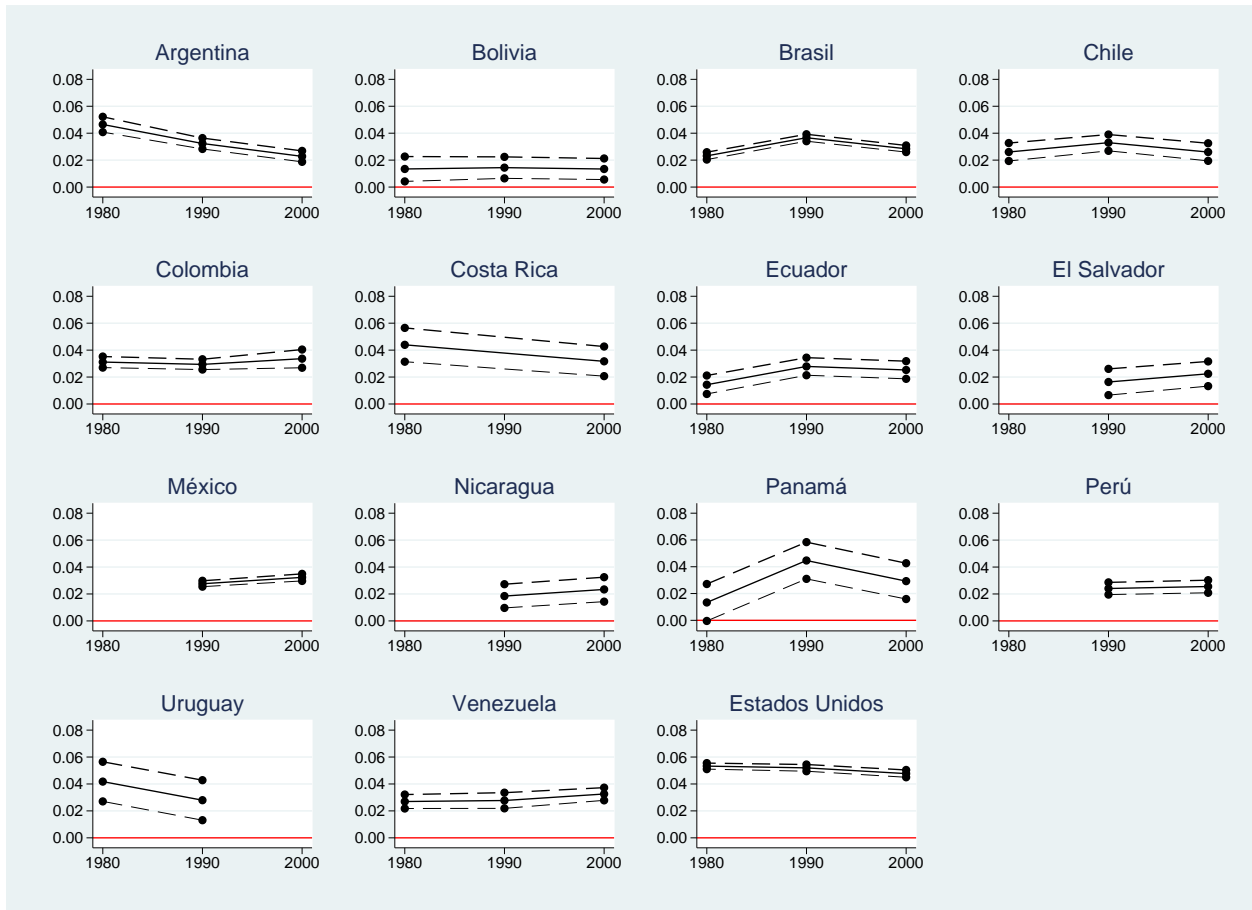 Argentina Bolivia Brasil Chile
0.08 0.08 0.08 0.08
0.06 0.06 0.06 0.06
0.04 0.04 0.04 0.04
0.02 0.02 0.02 0.02
0.00 0.00 0.00 0.00
1980 1990 2000 1980 1990 2000 1980 1990 2000 1980 1990 2000
Colombia Costa Rica Ecuador El Salvador
0.08 0.08 0.08 0.08
0.06 0.06 0.06 0.06
0.04 0.04 0.04 0.04
0.02 0.02 0.02 0.02
0.00 0.00 0.00 0.00
1980 1990 2000 1980 1990 2000 1980 1990 2000 1980 1990 2000
México Nicaragua Panamá Perú
0.08 0.08 0.08 0.08
0.06 0.06 0.06 0.06
0.04 0.04 0.04 0.04
0.02 0.02 0.02 0.02
0.00 0.00 0.00 0.00
1980 1990 2000 1980 1990 2000 1980 1990 2000 1980 1990 2000
Uruguay Venezuela Estados Unidos
0.08 0.08 0.08
0.06 0.06 0.06
0.04 0.04 0.04
0.02 0.02 0.02
0.00 0.00 0.00
1980 1990 2000 1980 1990 2000 1980 1990 2000